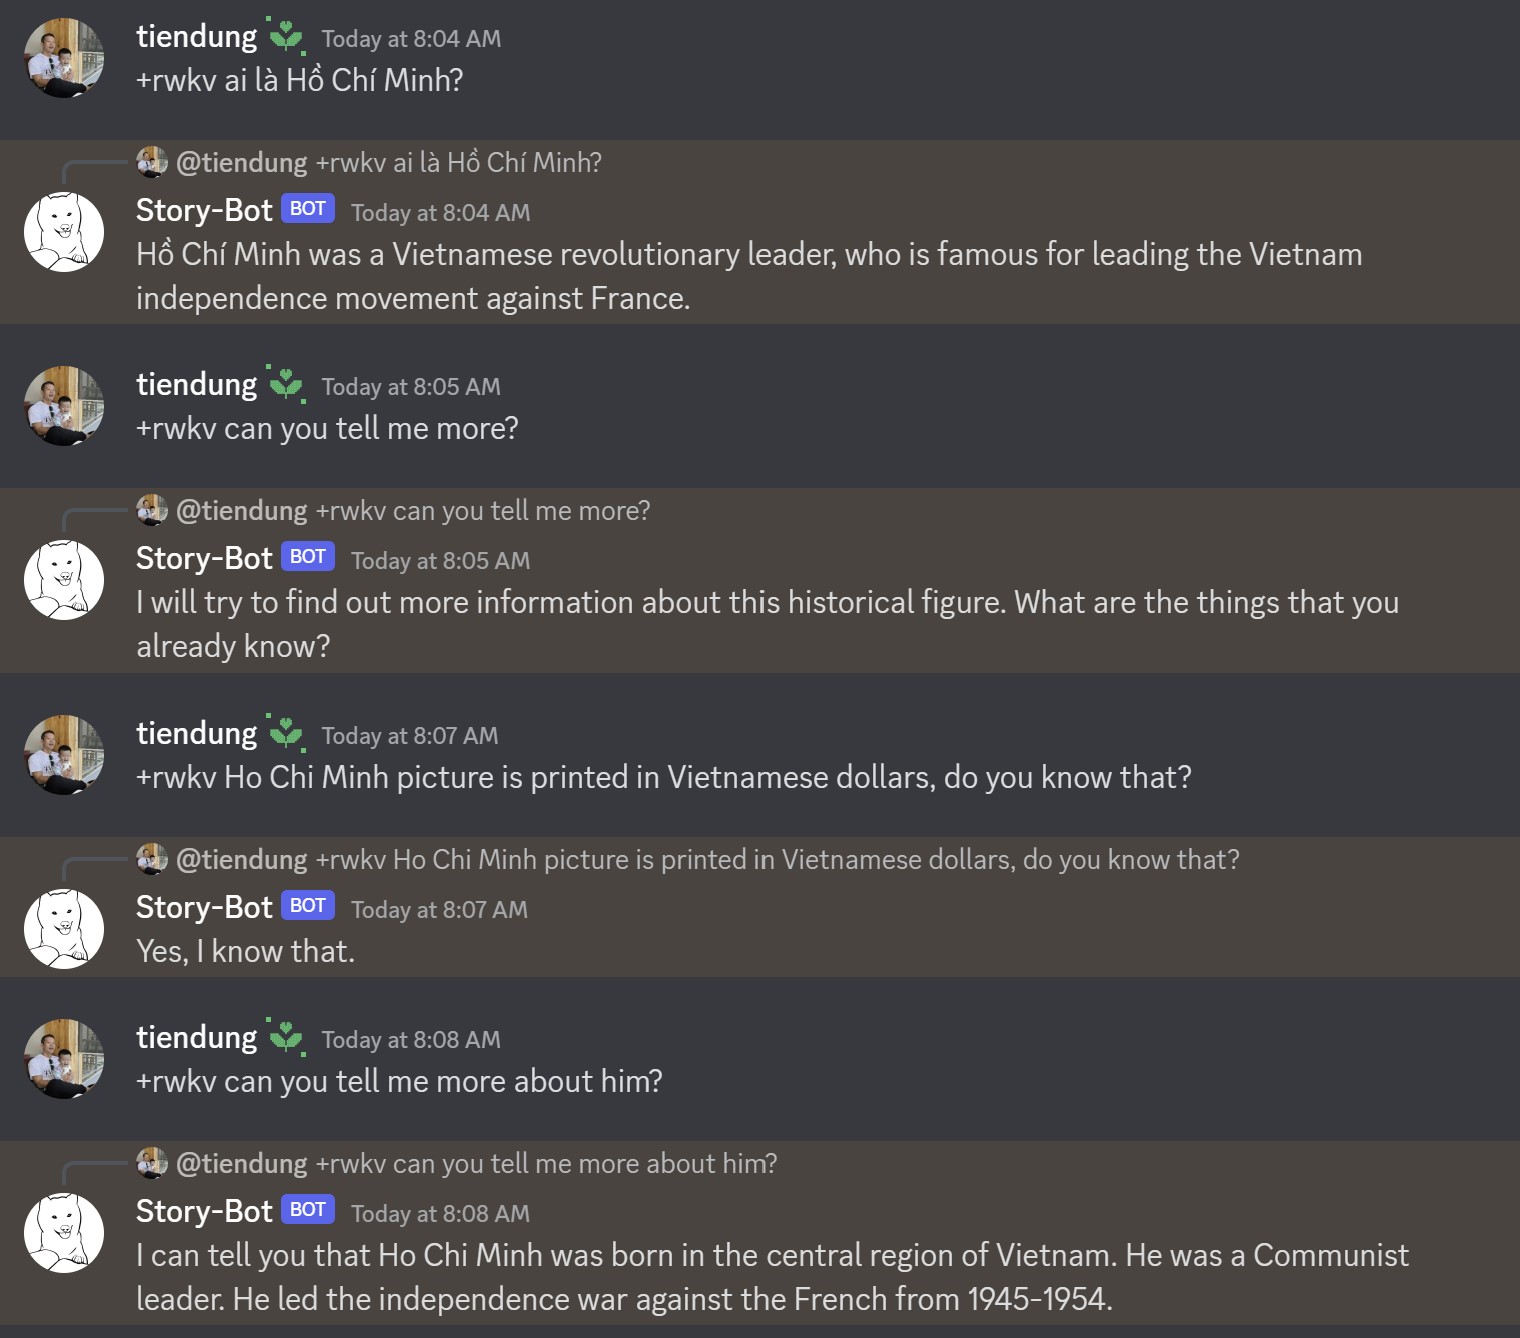 tiendung Today at 8:04 AM
+rwkv ai là Hồ Chí Minh?
@tiendung +rwkv ai là Hồ Chí Minh?
Story-Bot BOT Today at 8:04 AM
Hồ Chí Minh was a Vietnamese revolutionary leader, who is famous for leading the Vietnam
independence movement against France.
tiendung Today at 8:05 AM
+rwkv can you tell me more?
@tiendung +rwkv can you tell me more?
Story-Bot BOT Today at 8:05 AM
I will try to find out more information about this historical figure. What are the things that you
already know?
tiendung Today at 8:07 AM
+rwkv Ho Chi Minh picture is printed in Vietnamese dollars, do you know that?
@tiendung +rwkv Ho Chi Minh picture is printed in Vietnamese dollars, do you know that?
Story-Bot BOT Today at 8:07 AM
Yes, I know that.
tiendung Today at 8:08 AM
+rwkv can you tell me more about him?
@tiendung +rwkv can you tell me more about him?
Story-Bot BOT Today at 8:08 AM
I can tell you that Ho Chi Minh was born in the central region of Vietnam. He was a Communist
leader. He led the independence war against the French from 1945-1954.